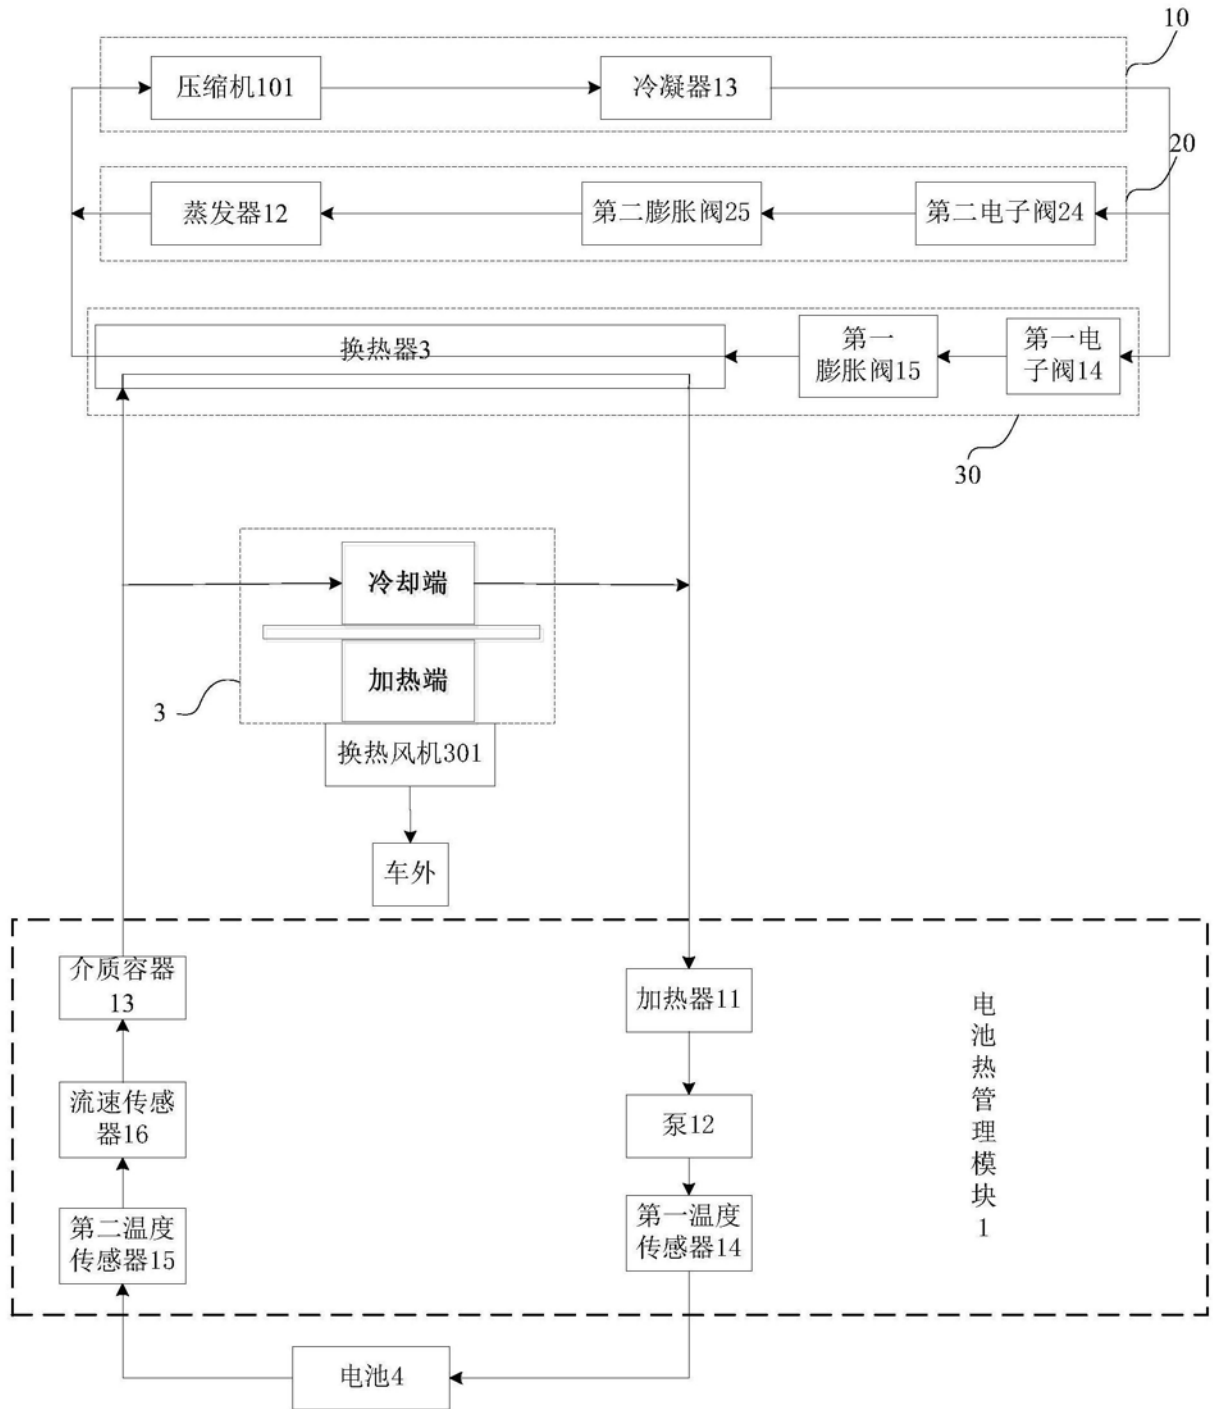 10
压缩机101
冷凝器13
20
蒸发器12
第二膨胀阀25
第二电子阀24
换热器3
第一
膨胀阀15
第一电
子阀14
30
冷却端
加热端
3
换热风机301
车外
介质容器
13
加热器11
流速传感
器16
泵12
第二温度
传感器15
第一温度
传感器14
电
池
热
管
理
模
块
1
电池4